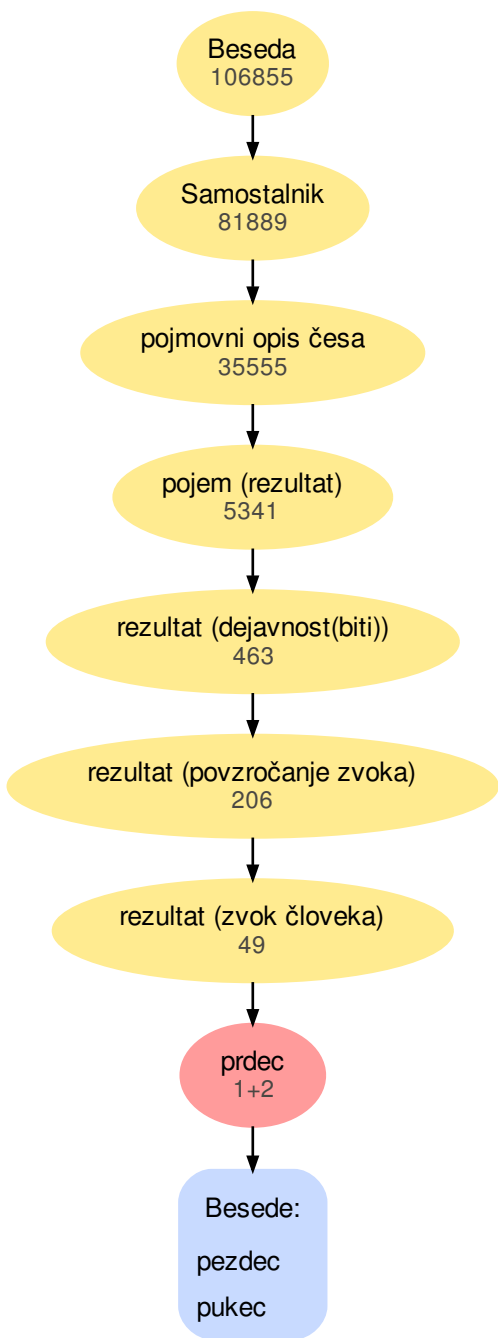 Beseda
106855
Samostalnik
81889
pojmovni opis česa
35555
pojem (rezultat)
5341
rezultat (dejavnost(biti))
463
rezultat (povzročanje zvoka)
206
rezultat (zvok človeka)
49
prdec
1+2
Besede:
pezdec
pukec